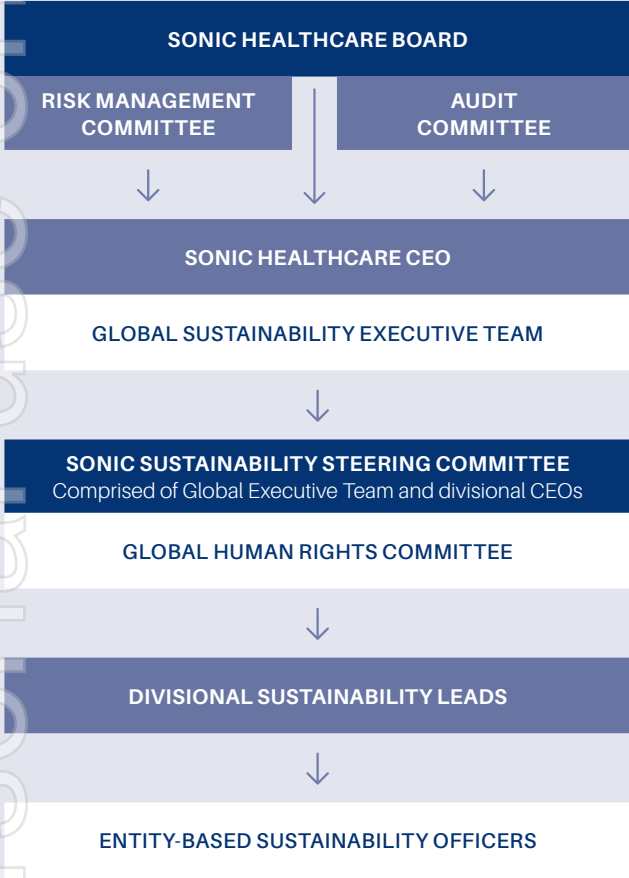 SONIC HEALTHCARE BOARD
RISK MANAGEMENT
COMMITTEE
AUDIT
COMMITTEE
SONIC HEALTHCARE CEO
GLOBAL SUSTAINABILITY EXECUTIVE TEAM
SONIC SUSTAINABILITY STEERING COMMITTEE
Comprised of Global Executive Team and divisional CEOs
GLOBAL HUMAN RIGHTS COMMITTEE
DIVISIONAL SUSTAINABILITY LEADS
ENTITY-BASED SUSTAINABILITY OFFICERS